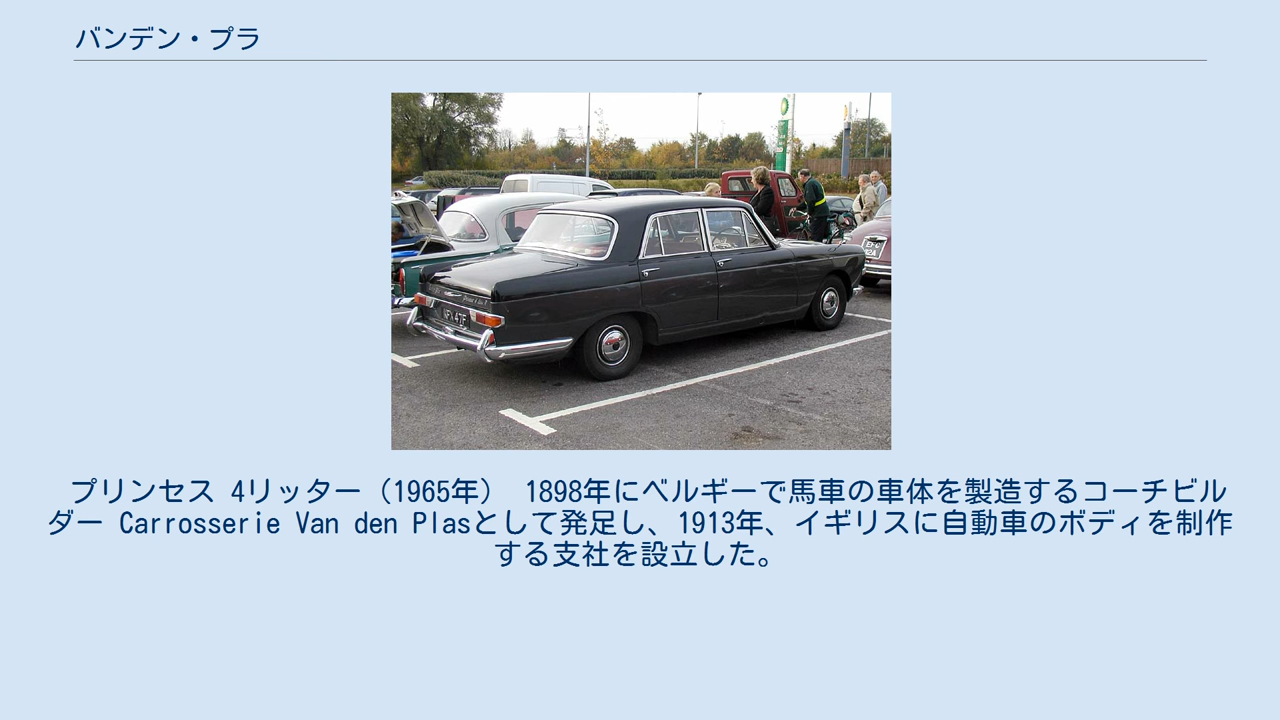 バンデン・プラ
プリンセス 4リッター（1965年） 1898年にベルギーで馬車の車体を製造するコーチビル
ダー Carrosserie Van den Plasとして発足し、1913年、イギリスに自動車のボディを制作
する支社を設立した。